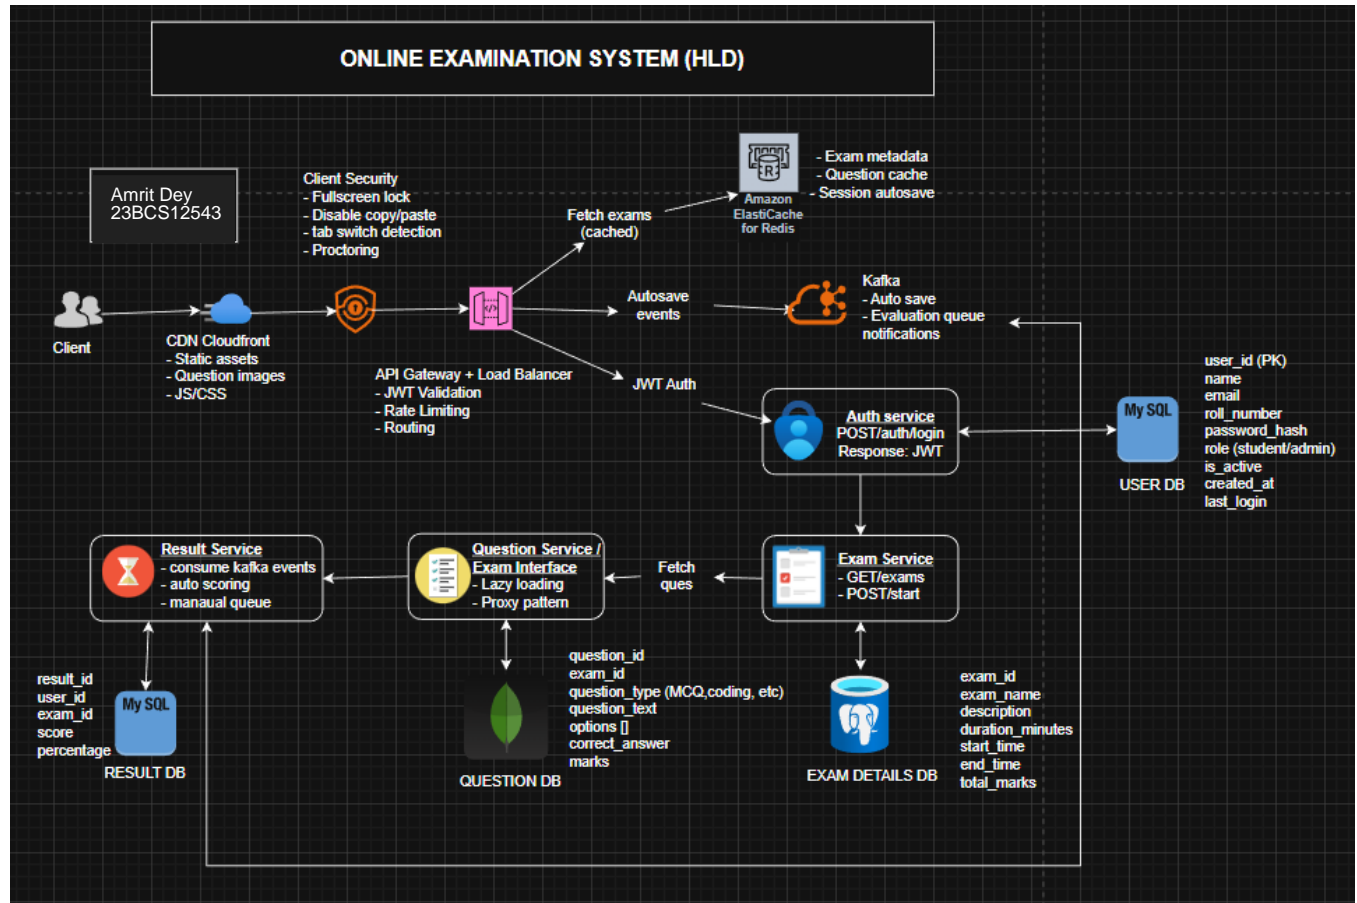 ONLINE EXAMINATION SYSTEM (HLD)
Amrit Dey
23BCS12543
Client Security
- Fullscreen lock
- Disable copy/paste
- tab switch detection
- Proctoring
Fetch exams
(cached)
R
Amazon
ElastiCache
for Redis
- Exam metadata
- Question cache
- Session autosave
Client
CDN Cloudfront
- Static assets
- Question images
- JS/CSS
</>
API Gateway + Load Balancer
- JWT Validation
- Rate Limiting
- Routing
Autosave
events
Kafka
- Auto save
- Evaluation queue
notifications
JWT Auth
Auth service
POST/auth/login
Response: JWT
My SQL
USER DB
user_id (PK)
name
email
roll_number
password_hash
role (student/admin)
is_active
created_at
last_login
Result Service
- consume kafka events
- auto scoring
- manaual queue
Question Service /
Exam Interface
- Lazy loading
- Proxy pattern
Fetch
ques
Exam Service
- GET/exams
- POST/start
result_id
user_id
exam_id
score
percentage
My SQL
RESULT DB
question_id
exam_id
question_type (MCQ,coding, etc)
question_text
options []
correct_answer
marks
QUESTION DB
EXAM DETAILS DB
exam_id
exam_name
description
duration_minutes
start_time
end_time
total_marks